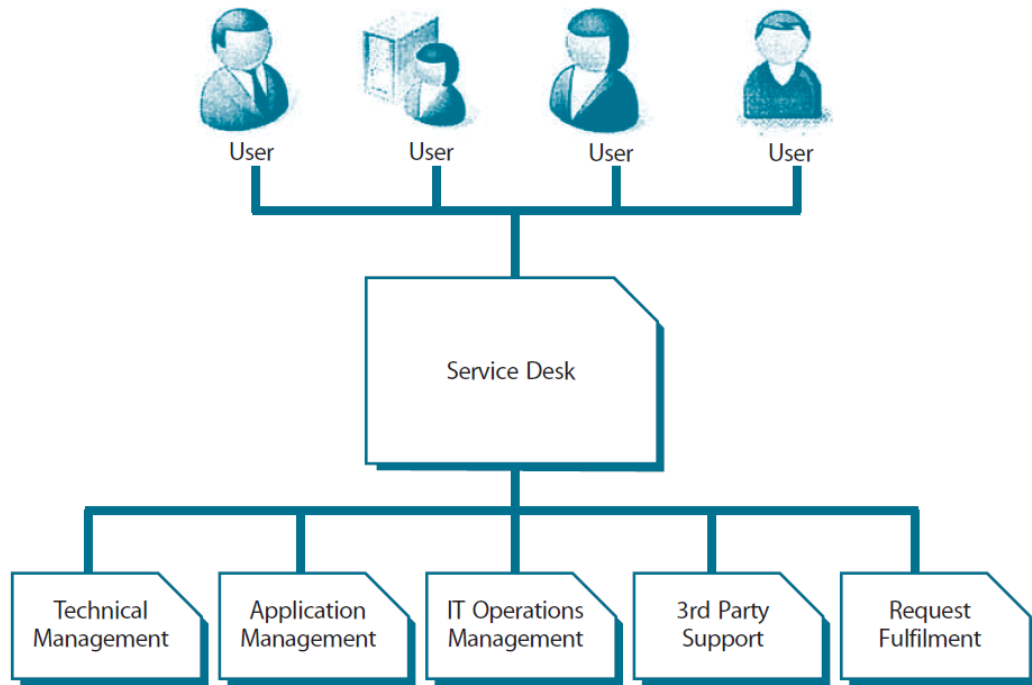 User
User
User
User
Service Desk
Technical
Management
Application
Management
IT Operations
Management
3rd Party
Support
Request
Fulfilment